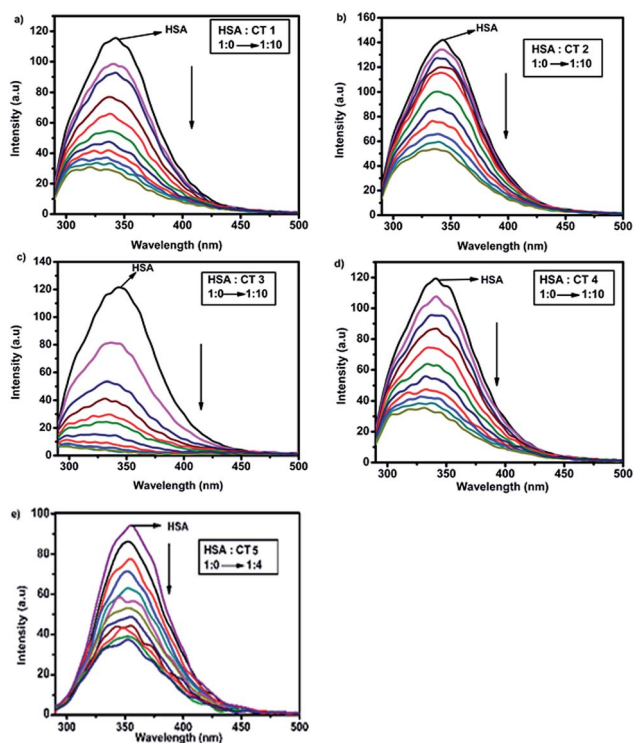 a)
HSA
HSA : CT 1
1:0→1:10
120
100
80
60
40
20
0
Intensity (a.u)
300 350 400 450 500
Wavelength (nm)
b)
HSA
HSA : CT 2
1:0→1:10
160
140
120
100
80
60
40
20
0
Intensity (a.u)
300 350 400 450 500
Wavelength (nm)
c)
HSA
HSA : CT 3
1:0→1:10
140
120
100
80
60
40
20
0
Intensity (a.u)
300 350 400 450 500
Wavelength (nm)
d)
HSA
HSA : CT 4
1:0→1:10
120
100
80
60
40
20
0
Intensity (a.u)
300 350 400 450 500
Wavelength (nm)
e)
HSA
HSA : CT5
1:0→1:4
100
80
60
40
20
0
Intensity (a.u)
300 350 400 450 500
Wavelength (nm)